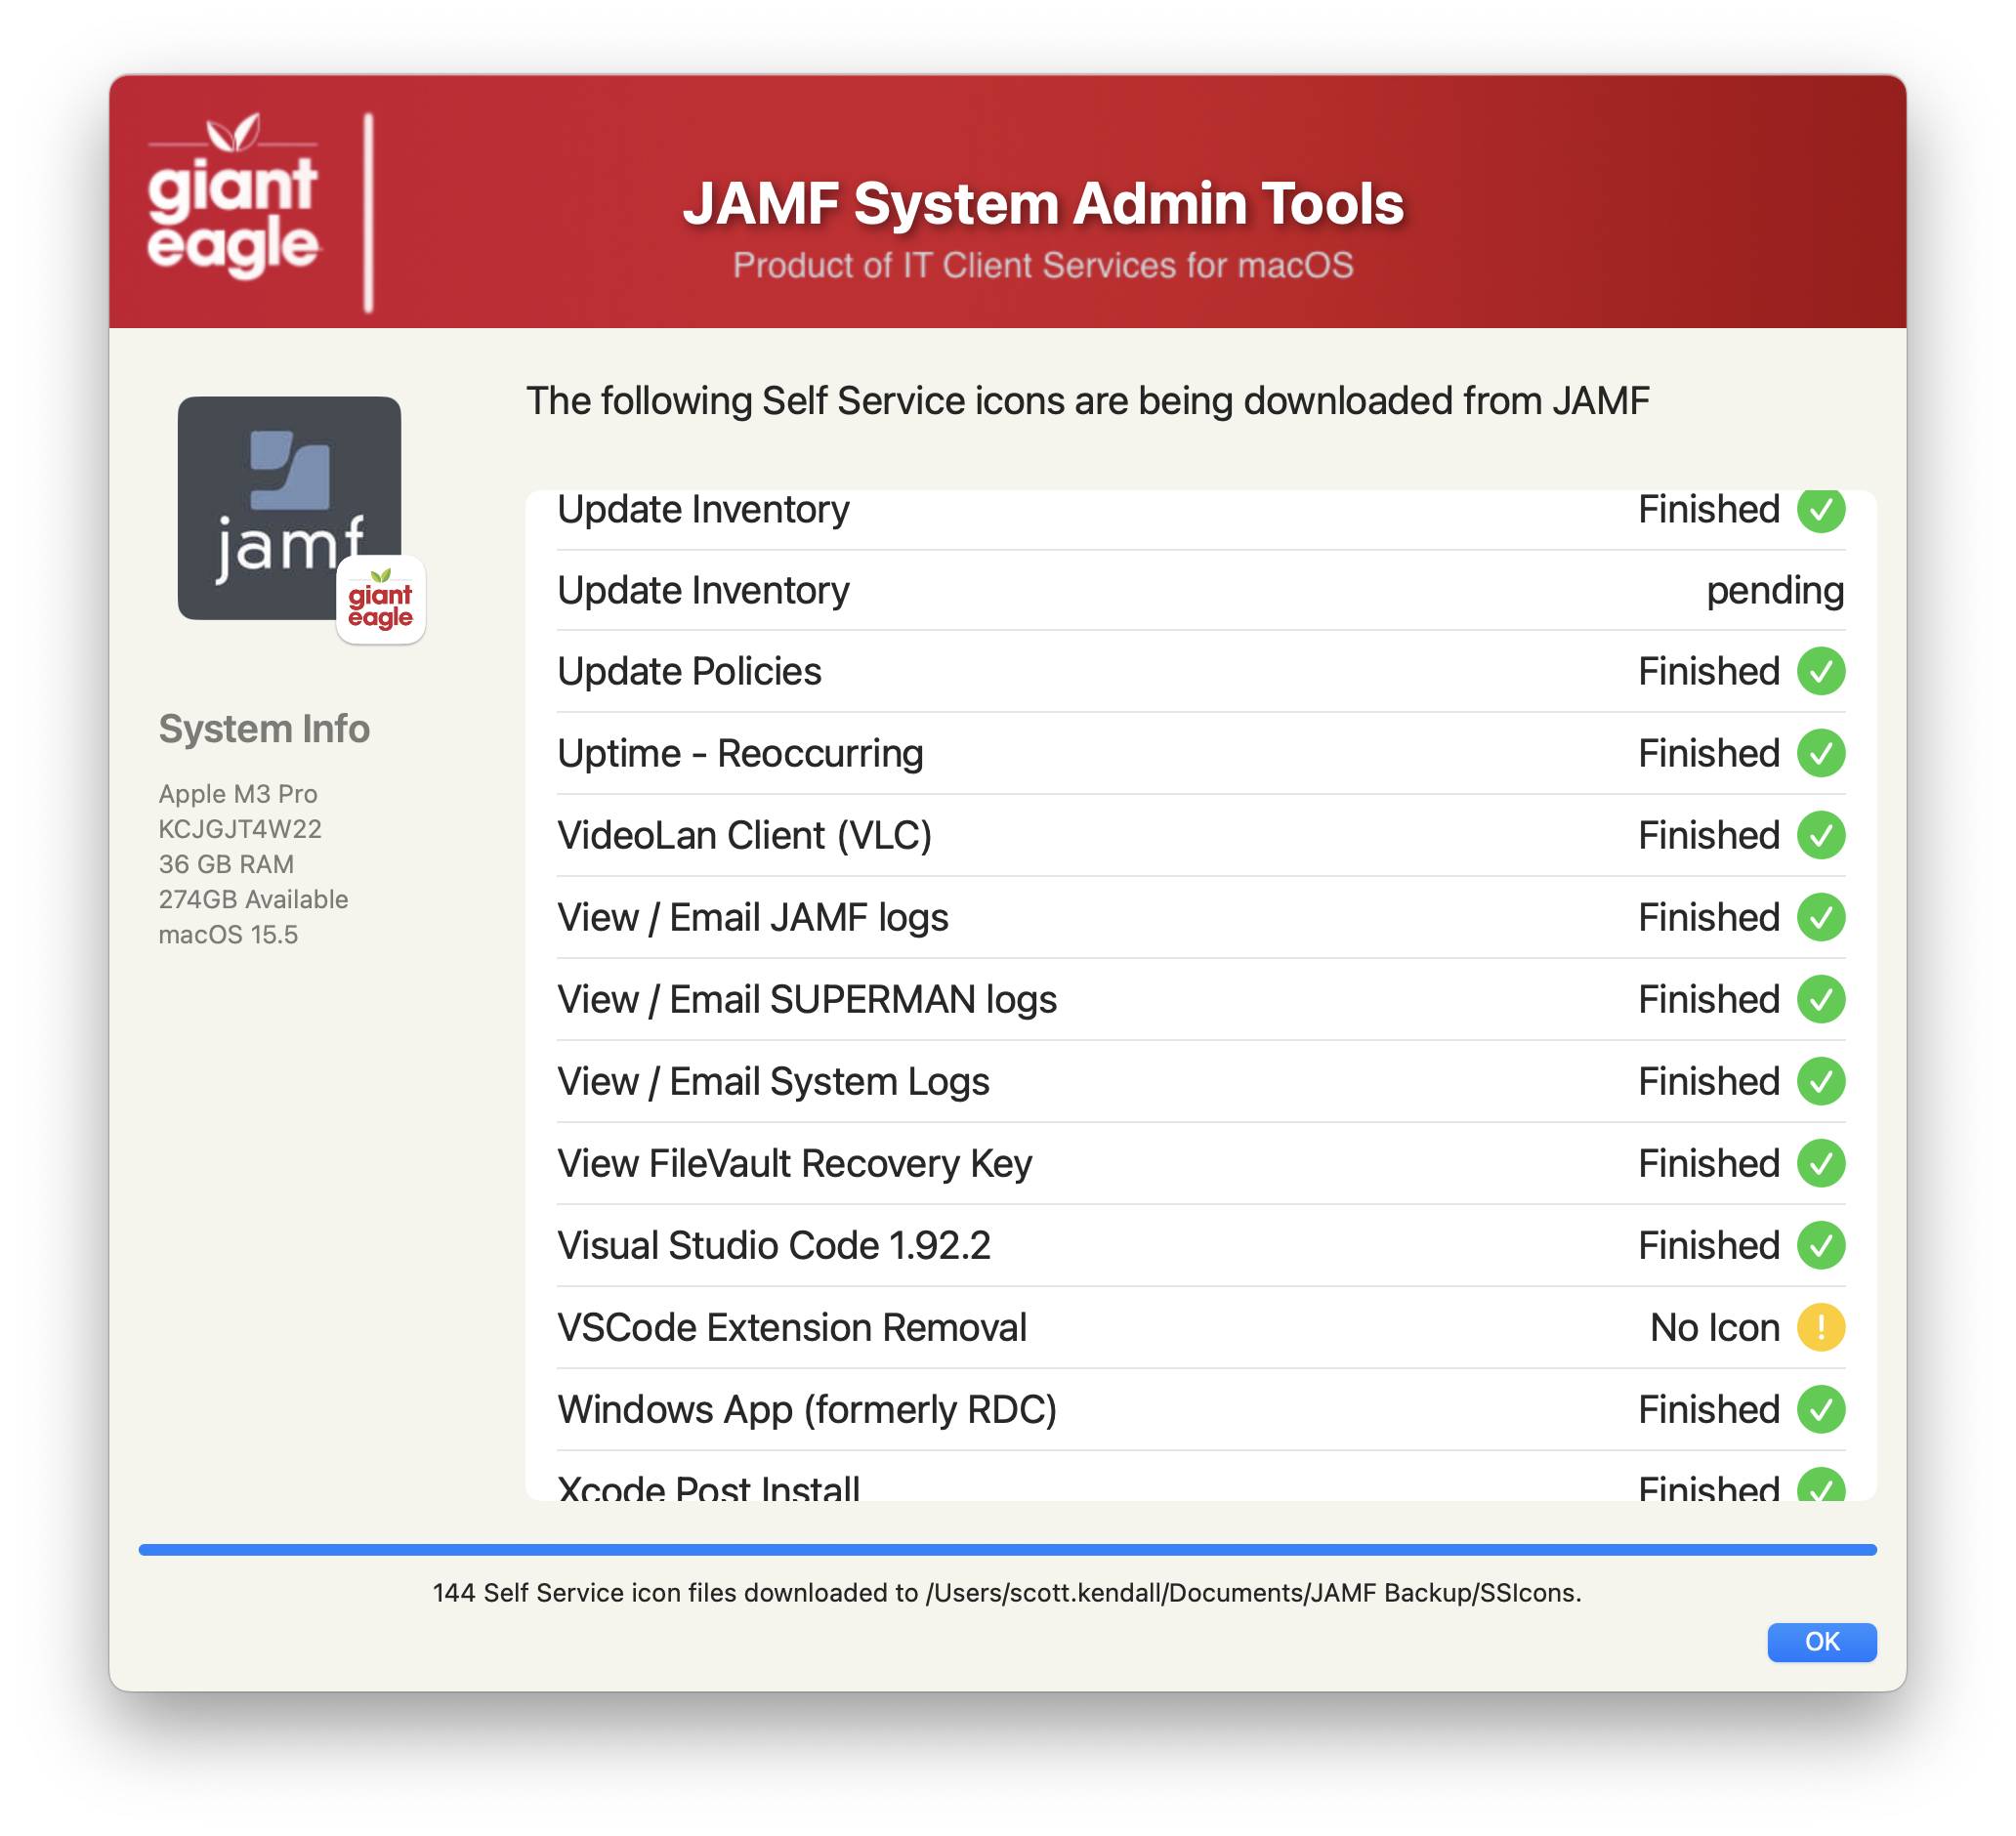 giant
eagle
JAMF System Admin Tools
Product of IT Client Services for macOS
jamf
giant
eagle
System Info
Apple M3 Pro
KCJGJT4W22
36 GB RAM
274GB Available
macOS 15.5
The following Self Service icons are being downloaded from JAMF
Update Inventory Finished
Update Inventory pending
Update Policies Finished
Uptime - Reoccurring Finished
VideoLan Client (VLC) Finished
View / Email JAMF logs Finished
View / Email SUPERMAN logs Finished
View / Email System Logs Finished
View FileVault Recovery Key Finished
Visual Studio Code 1.92.2 Finished
VSCode Extension Removal No Icon
Windows App (formerly RDC) Finished
Xcode Post Install Finished
144 Self Service icon files downloaded to /Users/scott.kendall/Documents/JAMF Backup/SSIcons.
OK